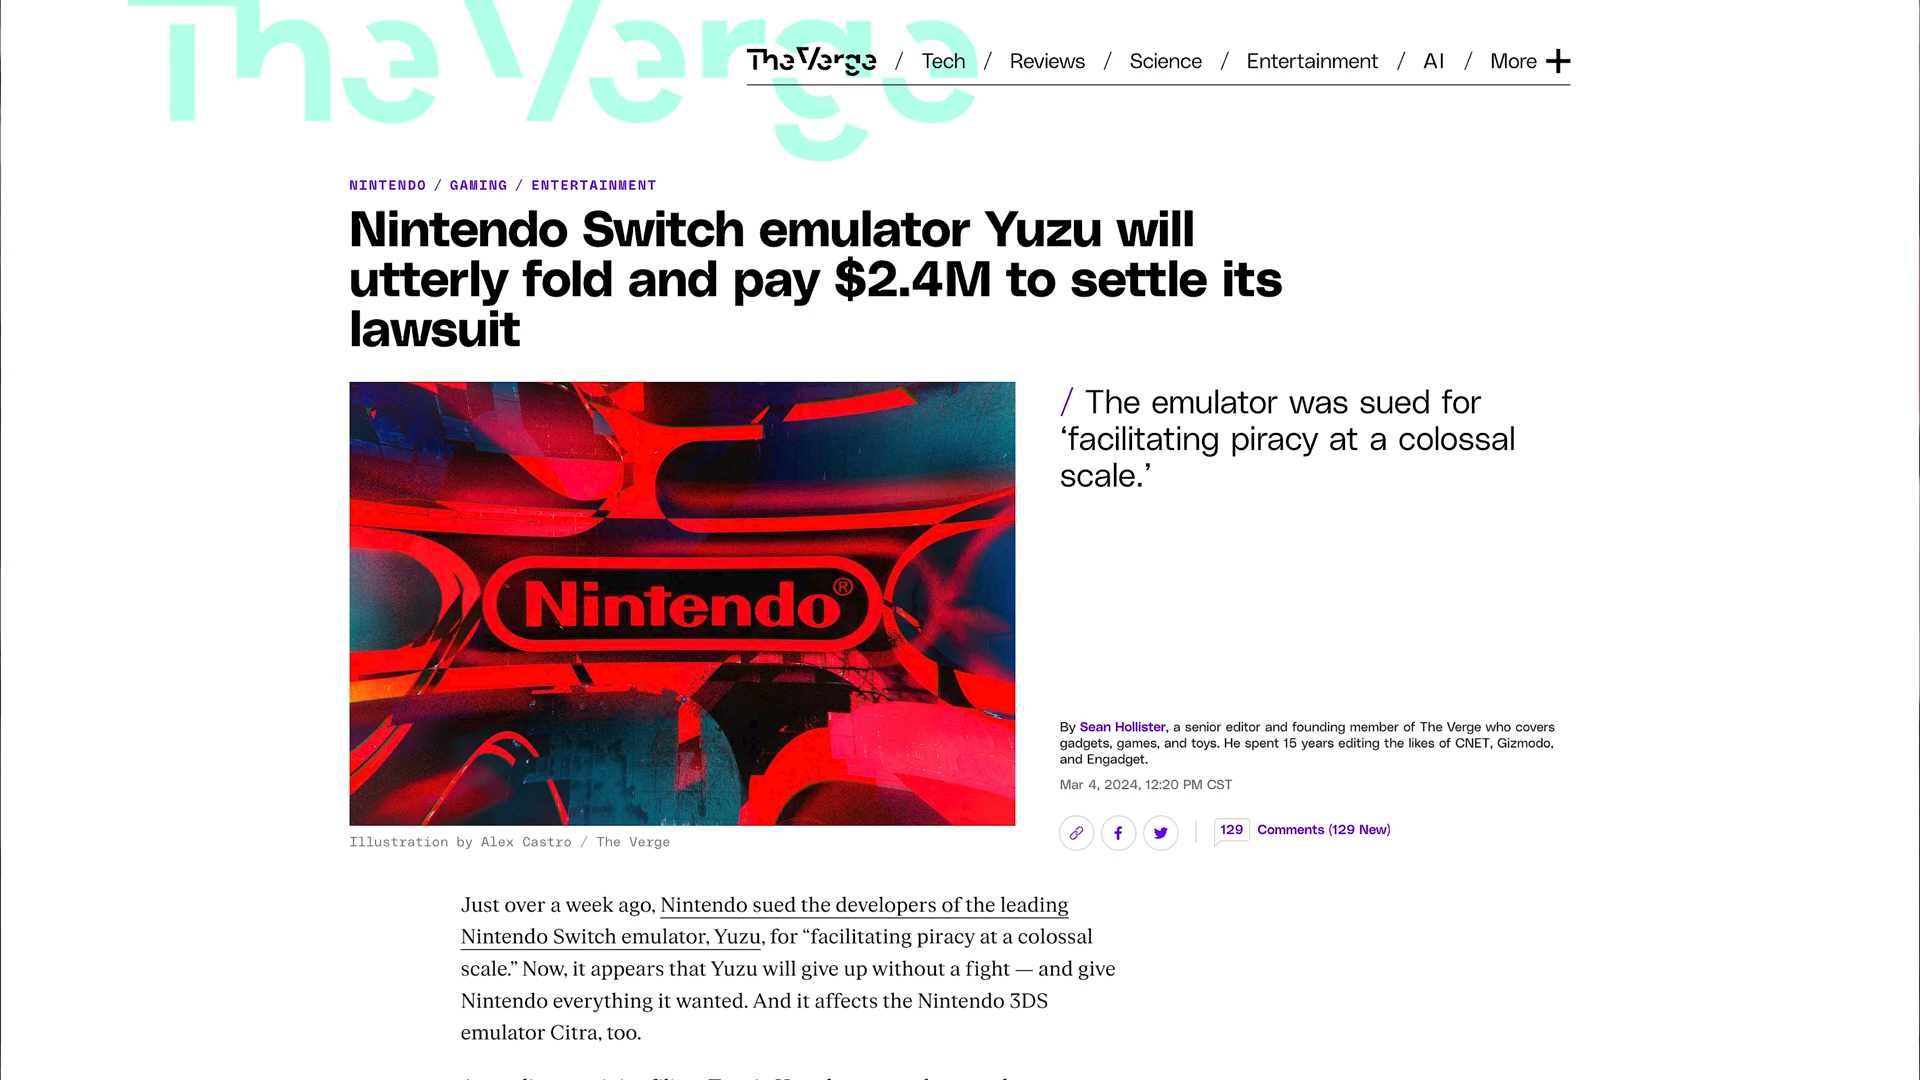 The Verge
The Verge / Tech / Reviews / Science / Entertainment / AI / More +
NINTENDO / GAMING / ENTERTAINMENT
Nintendo Switch emulator Yuzu will
utterly fold and pay $2.4M to settle its
lawsuit
Nintendo®
Illustration by Alex Castro / The Verge
/ The emulator was sued for
‘facilitating piracy at a colossal
scale.’
By Sean Hollister, a senior editor and founding member of The Verge who covers
gadgets, games, and toys. He spent 15 years editing the likes of CNET, Gizmodo,
and Engadget.
Mar 4, 2024, 12:20 PM CST
129 Comments (129 New)
Just over a week ago, Nintendo sued the developers of the leading
Nintendo Switch emulator, Yuzu, for “facilitating piracy at a colossal
scale.” Now, it appears that Yuzu will give up without a fight — and give
Nintendo everything it wanted. And it affects the Nintendo 3DS
emulator Citra, too.